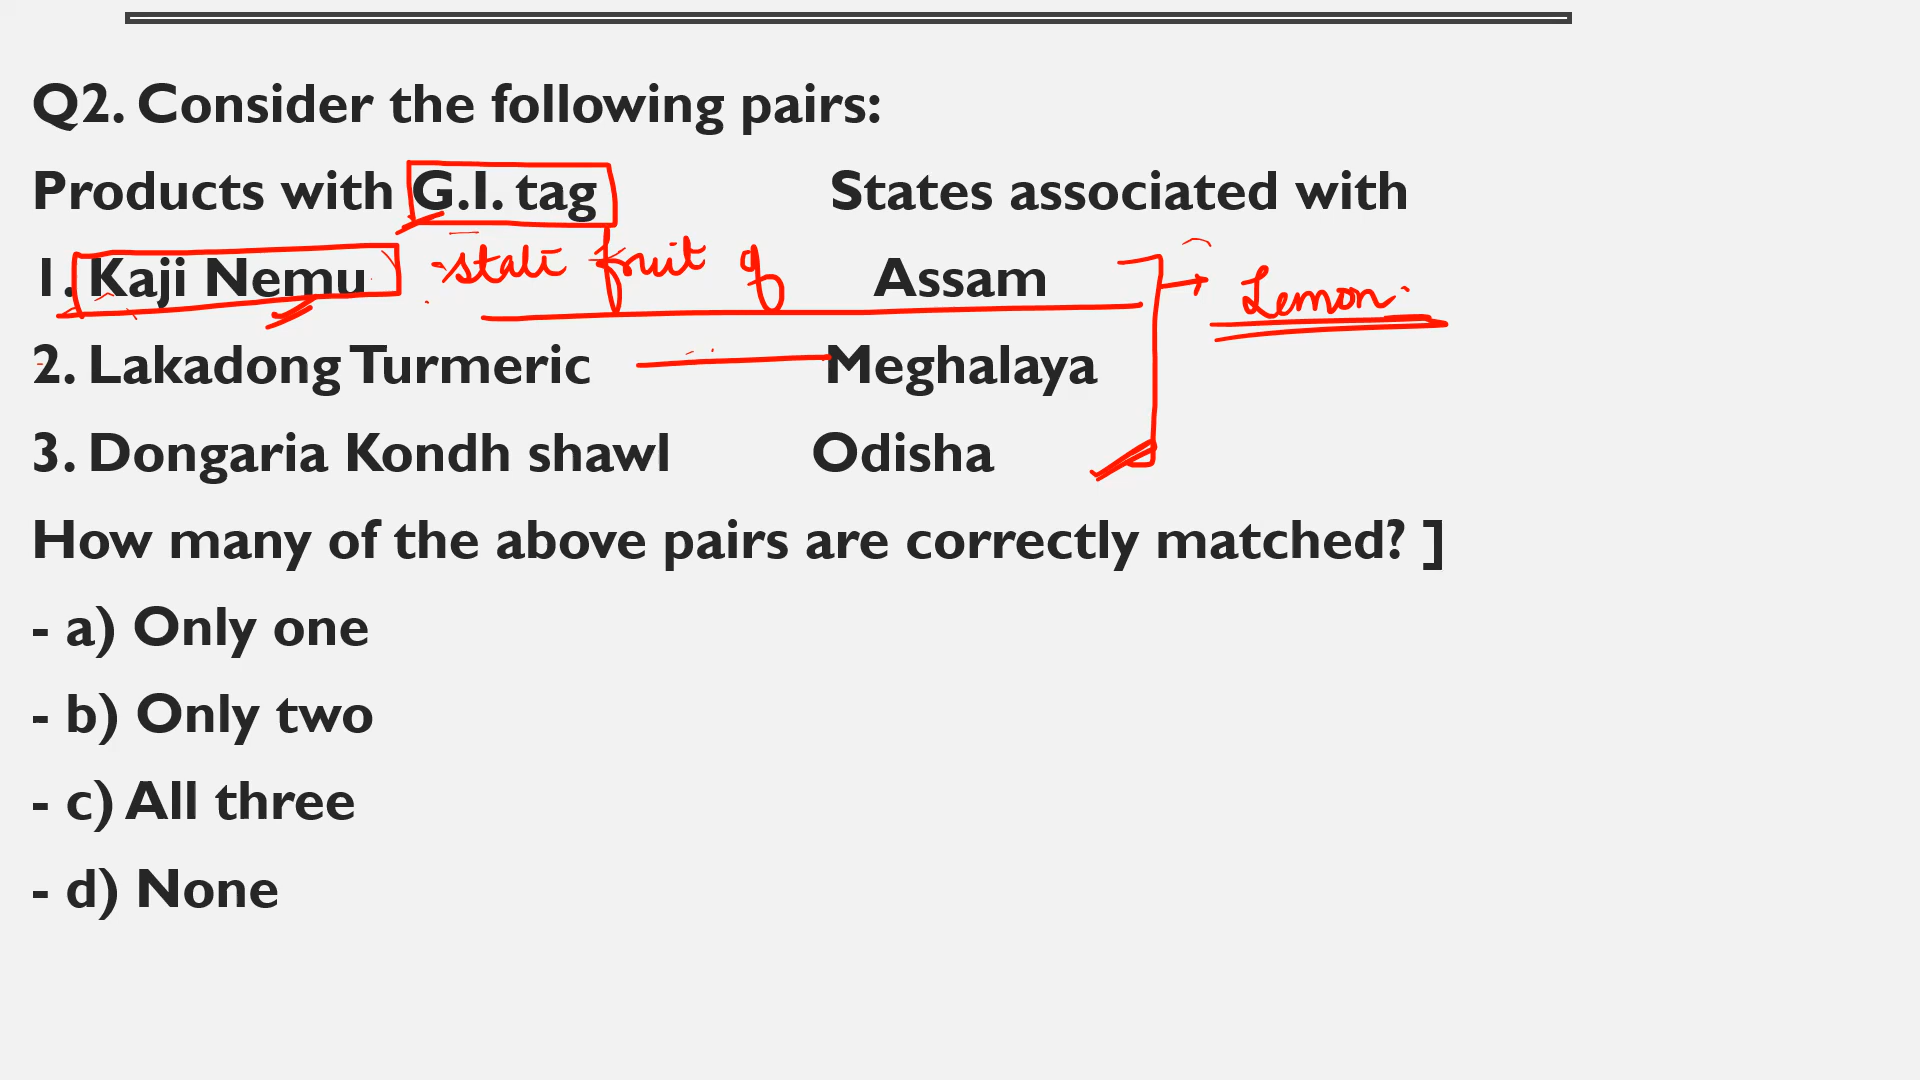 Q2. Consider the following pairs:
Products with G.I. tag States associated with
1. Kaji Nemu - state fruit of Assam → Lemon
2. Lakadong Turmeric Meghalaya
3. Dongaria Kondh shawl Odisha
How many of the above pairs are correctly matched? ]
- a) Only one
- b) Only two
- c) All three
- d) None